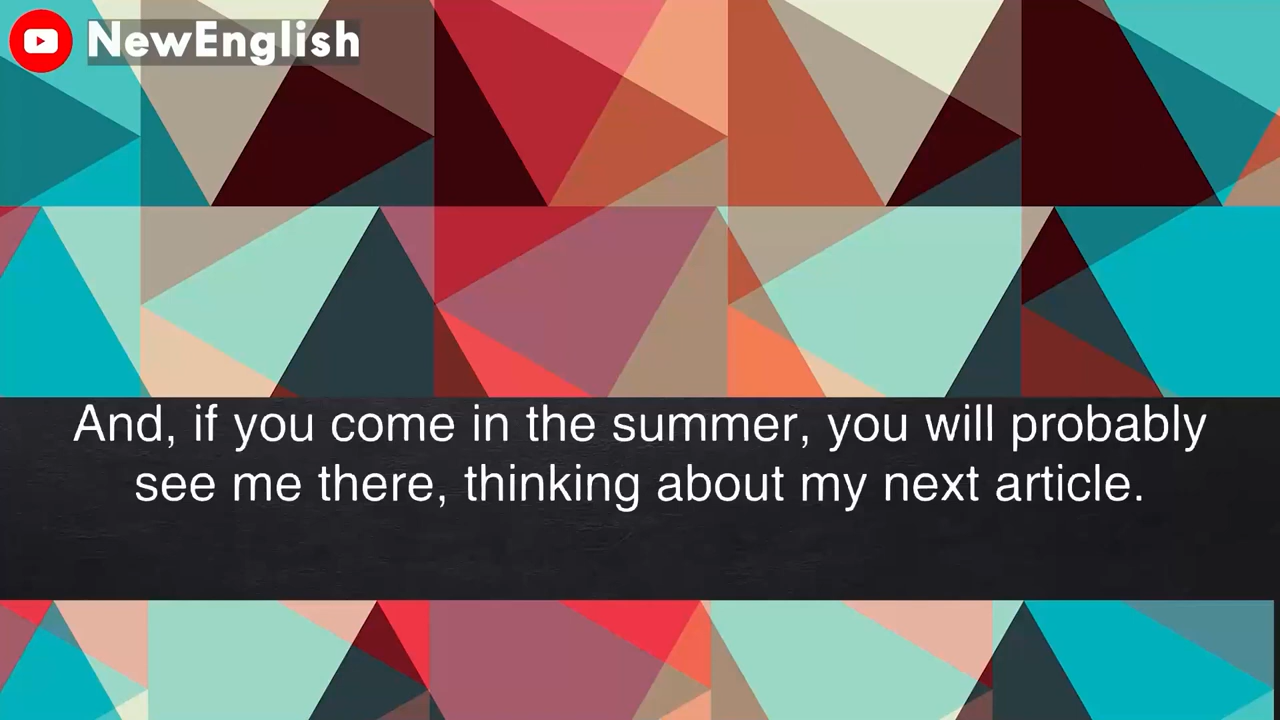 NewEnglish
And, if you come in the summer, you will probably
see me there, thinking about my next article.